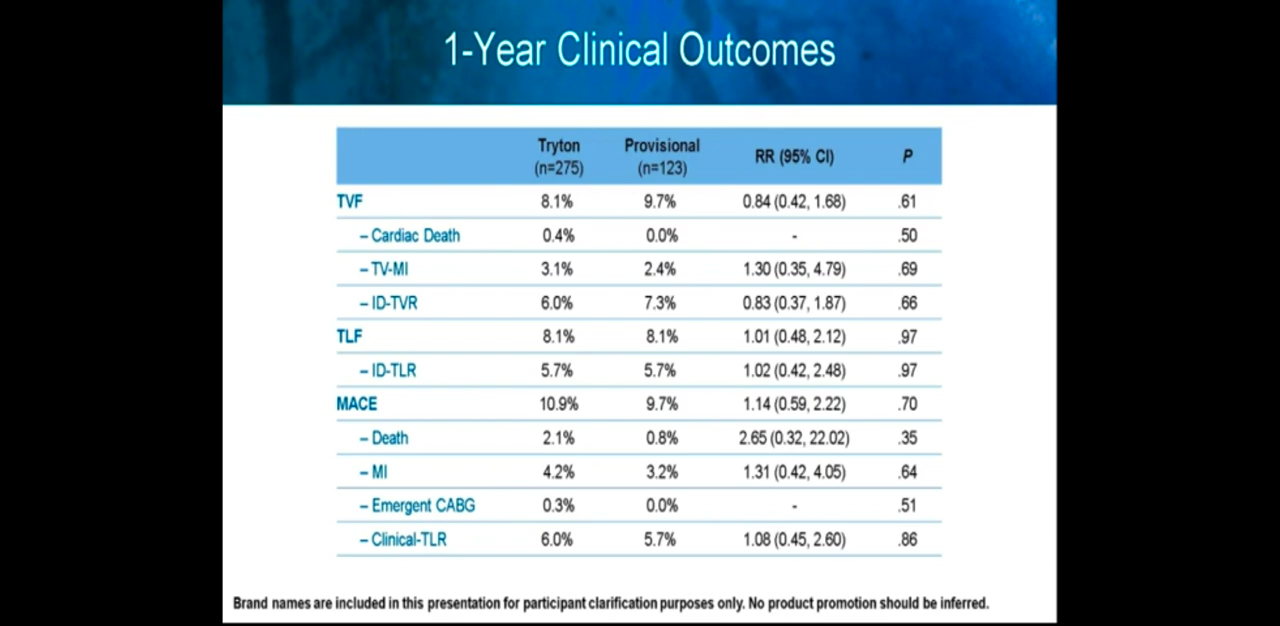 1-Year Clinical Outcomes
Tryton (n=275) Provisional (n=123) RR (95% CI) P
TVF 8.1% 9.7% 0.84 (0.42, 1.68) .61
– Cardiac Death 0.4% 0.0% - .50
– TV-MI 3.1% 2.4% 1.30 (0.35, 4.79) .69
– ID-TVR 6.0% 7.3% 0.83 (0.37, 1.87) .66
TLF 8.1% 8.1% 1.01 (0.48, 2.12) .97
– ID-TLR 5.7% 5.7% 1.02 (0.42, 2.48) .97
MACE 10.9% 9.7% 1.14 (0.59, 2.22) .70
– Death 2.1% 0.8% 2.65 (0.32, 22.02) .35
– MI 4.2% 3.2% 1.31 (0.42, 4.05) .64
– Emergent CABG 0.3% 0.0% - .51
– Clinical-TLR 6.0% 5.7% 1.08 (0.45, 2.60) .86
Brand names are included in this presentation for participant clarification purposes only. No product promotion should be inferred.